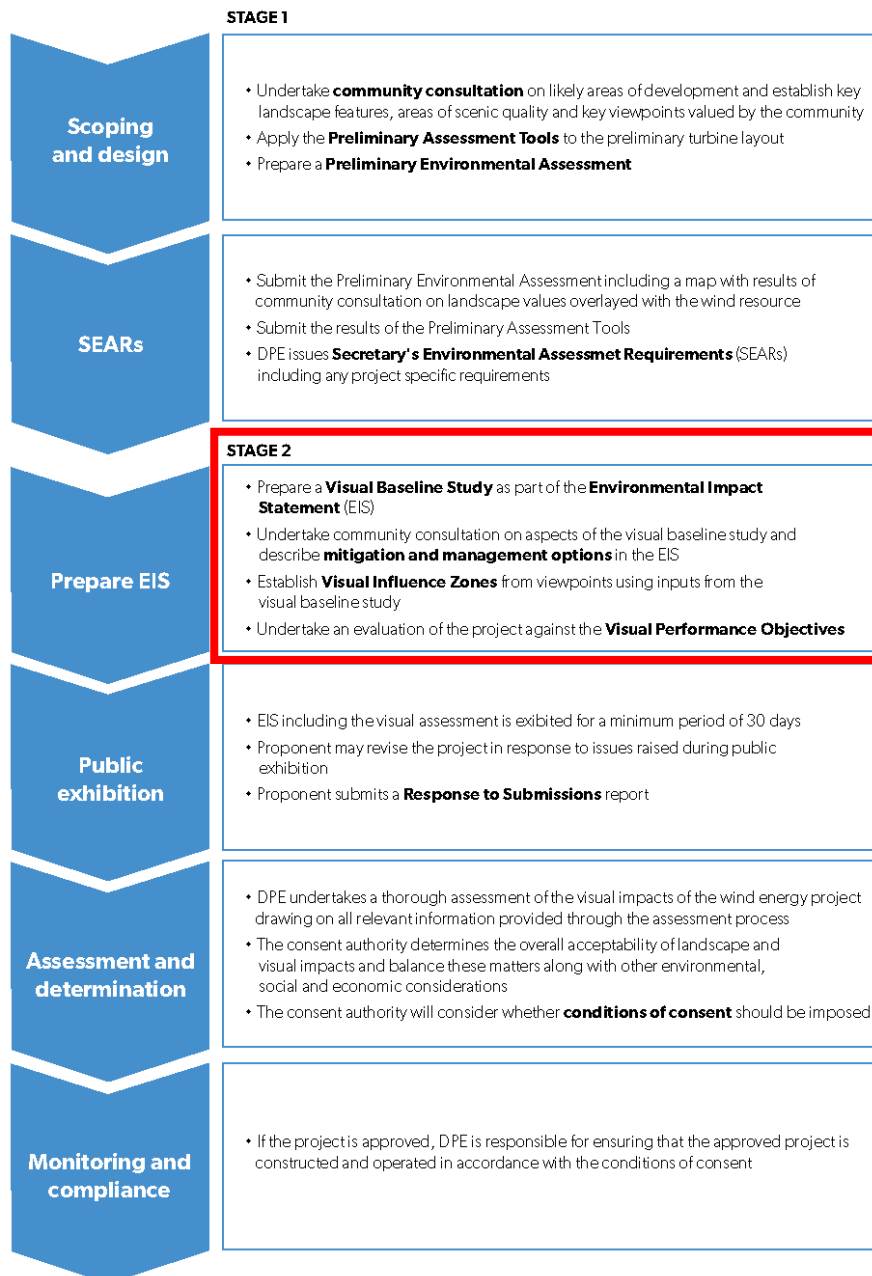 STAGE 1
Scoping
and design
• Undertake community consultation on likely areas of development and establish key
landscape features, areas of scenic quality and key viewpoints valued by the community
• Apply the Preliminary Assessment Tools to the preliminary turbine layout
• Prepare a Preliminary Environmental Assessment
SEARs
• Submit the Preliminary Environmental Assessment including a map with results of
community consultation on landscape values overlayed with the wind resource
• Submit the results of the Preliminary Assessment Tools
• DPE issues Secretary's Environmental Assessmet Requirements (SEARs)
including any project specific requirements
STAGE 2
Prepare EIS
• Prepare a Visual Baseline Study as part of the Environmental Impact
Statement (EIS)
• Undertake community consultation on aspects of the visual baseline study and
describe mitigation and management options in the EIS
• Establish Visual Influence Zones from viewpoints using inputs from the
visual baseline study
• Undertake an evaluation of the project against the Visual Performance Objectives
Public
exhibition
• EIS including the visual assessment is exibited for a minimum period of 30 days
• Proponent may revise the project in response to issues raised during public
exhibition
• Proponent submits a Response to Submissions report
Assessment and
determination
• DPE undertakes a thorough assessment of the visual impacts of the wind energy project
drawing on all relevant information provided through the assessment process
• The consent authority determines the overall acceptability of landscape and
visual impacts and balance these matters along with other environmental,
social and economic considerations
• The consent authority will consider whether conditions of consent should be imposed
Monitoring and
compliance
• If the project is approved, DPE is responsible for ensuring that the approved project is
constructed and operated in accordance with the conditions of consent